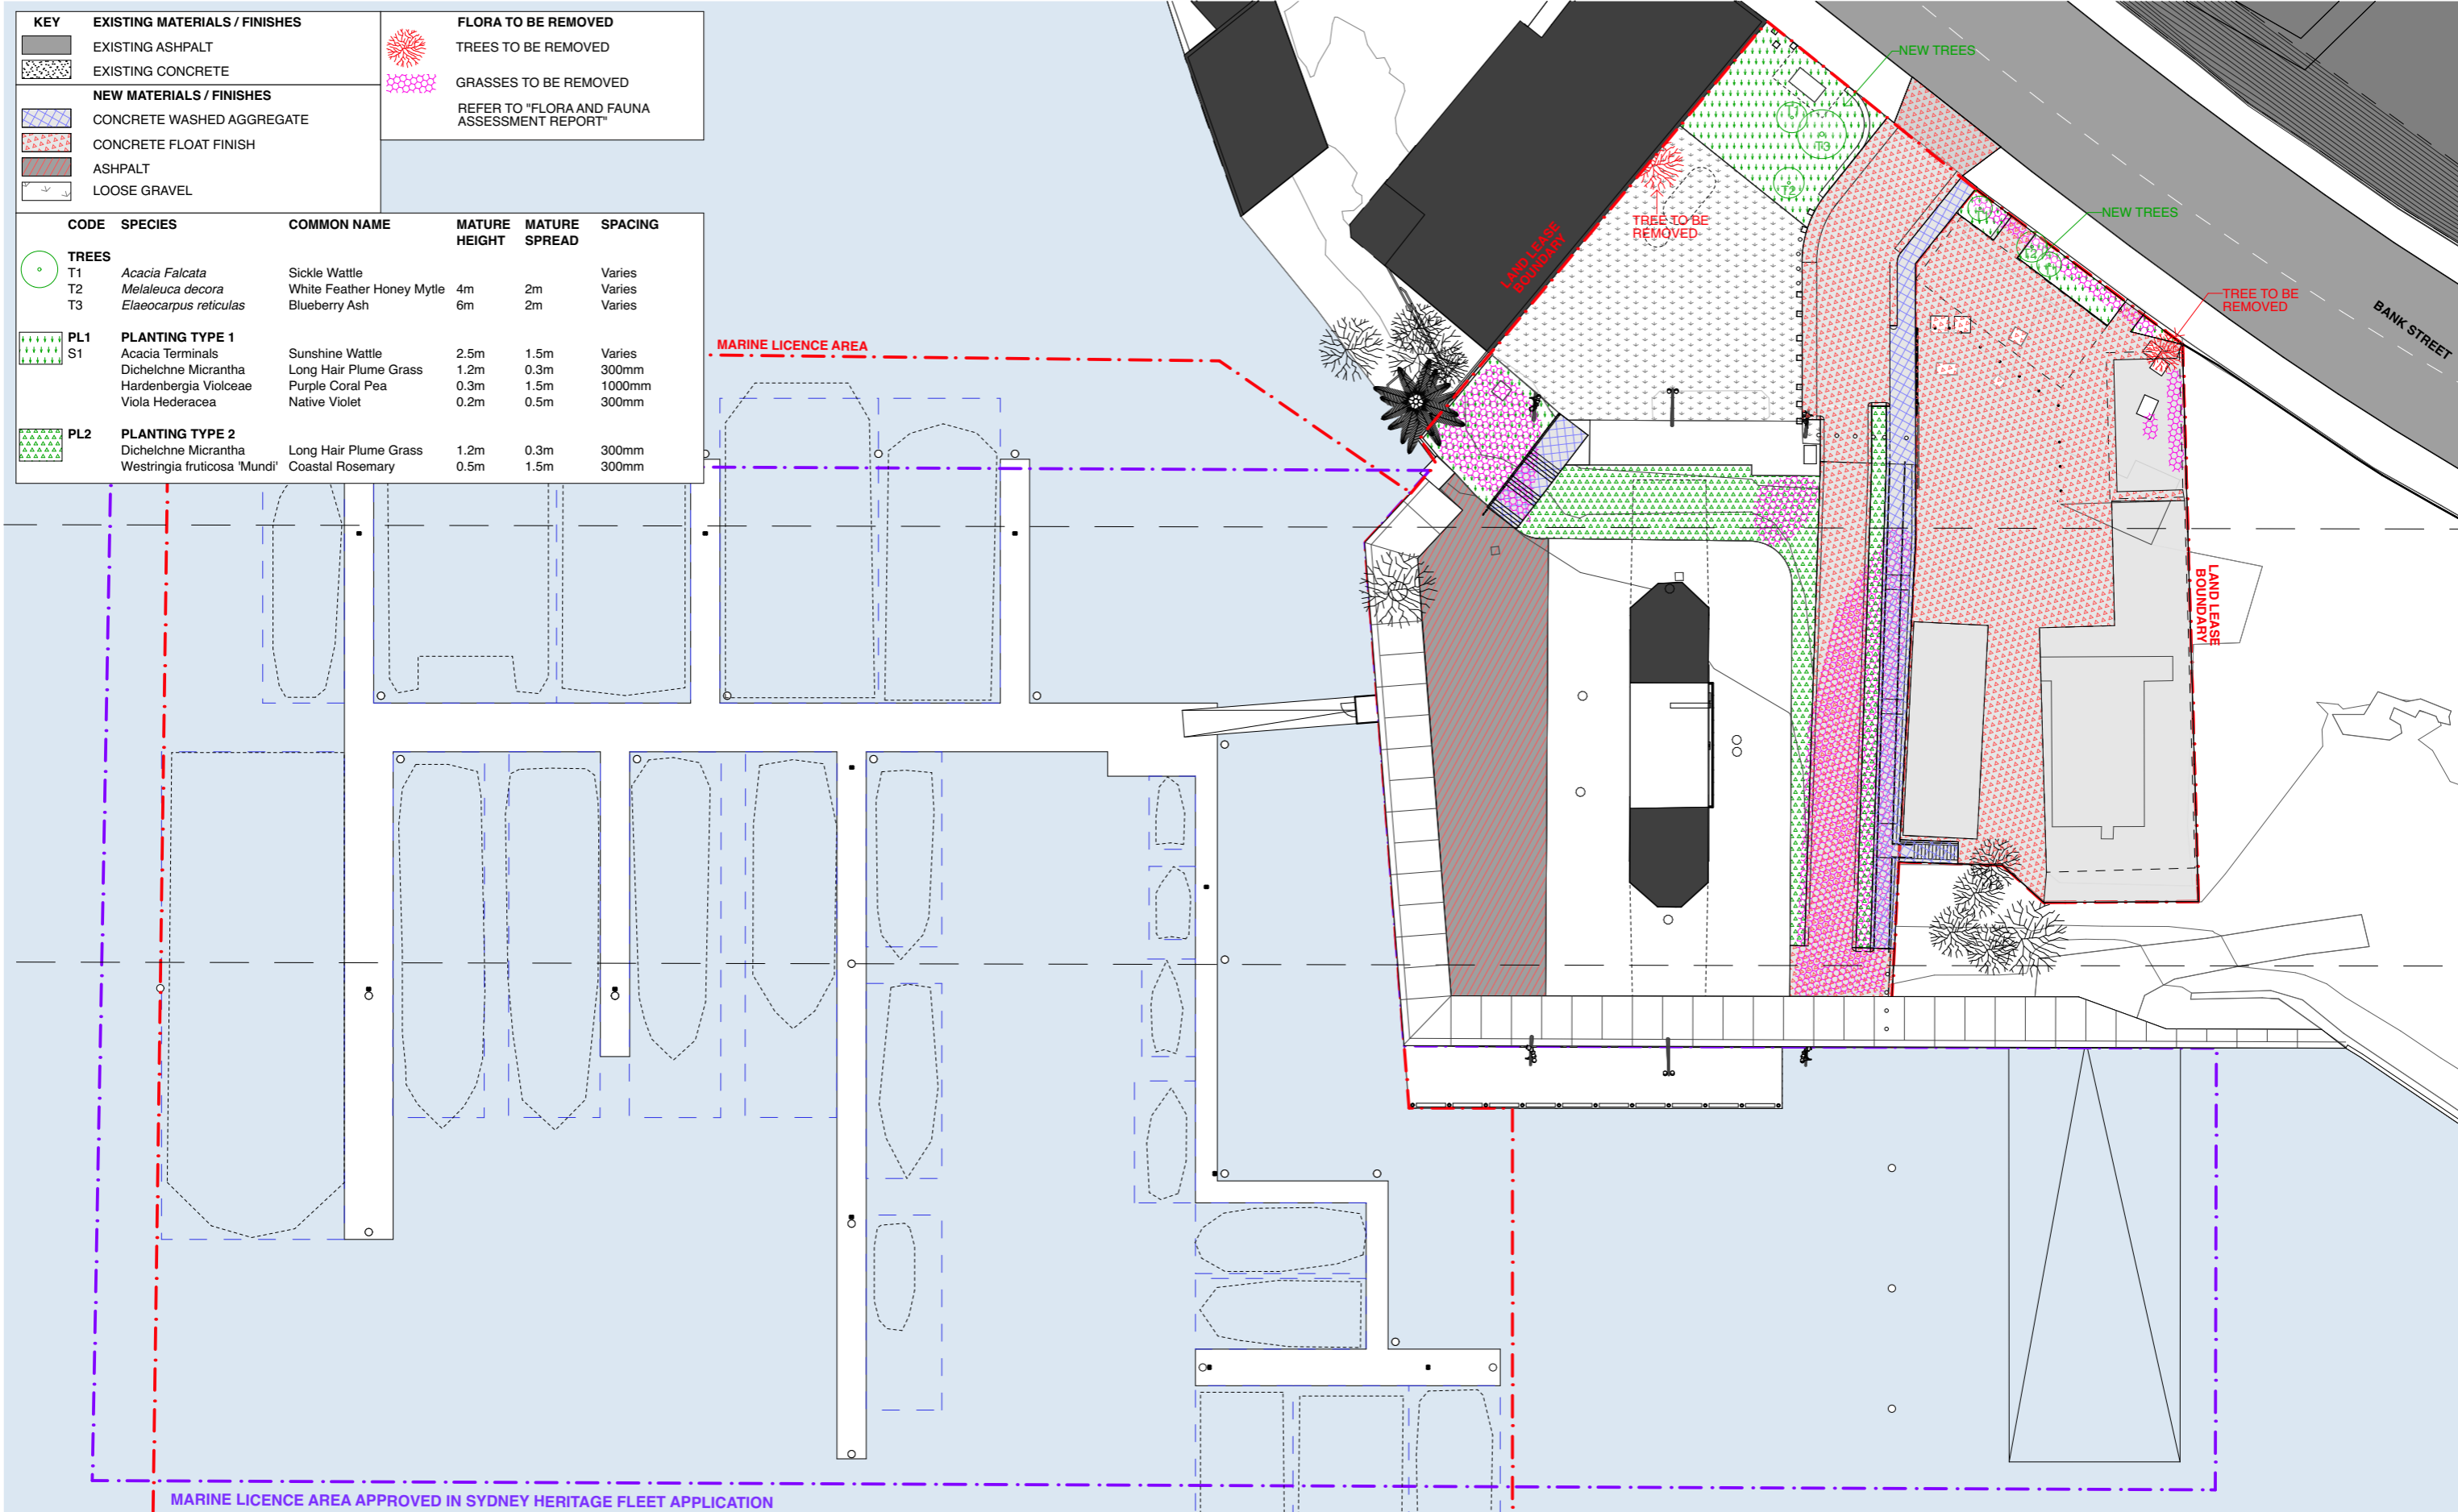 KEY EXISTING MATERIALS / FINISHES
EXISTING ASHPALT
EXISTING CONCRETE
NEW MATERIALS / FINISHES
CONCRETE WASHED AGGREGATE
CONCRETE FLOAT FINISH
ASHPALT
LOOSE GRAVEL
FLORA TO BE REMOVED
TREES TO BE REMOVED
GRASSES TO BE REMOVED
REFER TO "FLORA AND FAUNA
ASSESSMENT REPORT"
CODE SPECIES COMMON NAME MATURE HEIGHT MATURE SPREAD SPACING
TREES
T1 Acacia Falcata Sickle Wattle Varies
T2 Melaleuca decora White Feather Honey Mytle 4m 2m Varies
T3 Elaeocarpus reticulas Blueberry Ash 6m 2m Varies
PL1 PLANTING TYPE 1
S1 Acacia Terminals Sunshine Wattle 2.5m 1.5m Varies
Dichelchne Micrantha Long Hair Plume Grass 1.2m 0.3m 300mm
Hardenbergia Violceae Purple Coral Pea 0.3m 1.5m 1000mm
Viola Hederacea Native Violet 0.2m 0.5m 300mm
PL2 PLANTING TYPE 2
Dichelchne Micrantha Long Hair Plume Grass 1.2m 0.3m 300mm
Westringia fruticosa 'Mundi' Coastal Rosemary 0.5m 1.5m 300mm
MARINE LICENCE AREA
LAND LEASE
BOUNDARY
TREE TO BE
REMOVED
NEW TREES
T1
T3
T2
NEW TREES
T1
T2
T1
TREE TO BE
REMOVED
BANK STREET
LAND LEASE
BOUNDARY
MARINE LICENCE AREA APPROVED IN SYDNEY HERITAGE FLEET APPLICATION